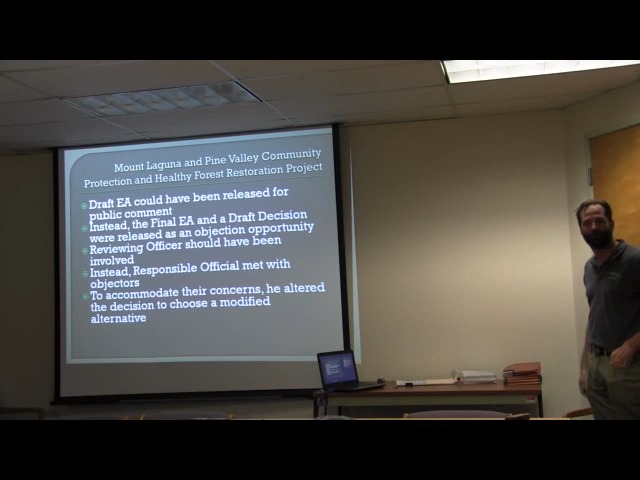 Mount Laguna and Pine Valley Community
Protection and Healthy Forest Restoration Project
Draft EA could have been released for
public comment
Instead, the Final EA and a Draft Decision
were released as an objection opportunity
Reviewing Officer should have been
involved
Instead, Responsible Official met with
objectors
To accommodate their concerns, he altered
the decision to choose a modified
alternative